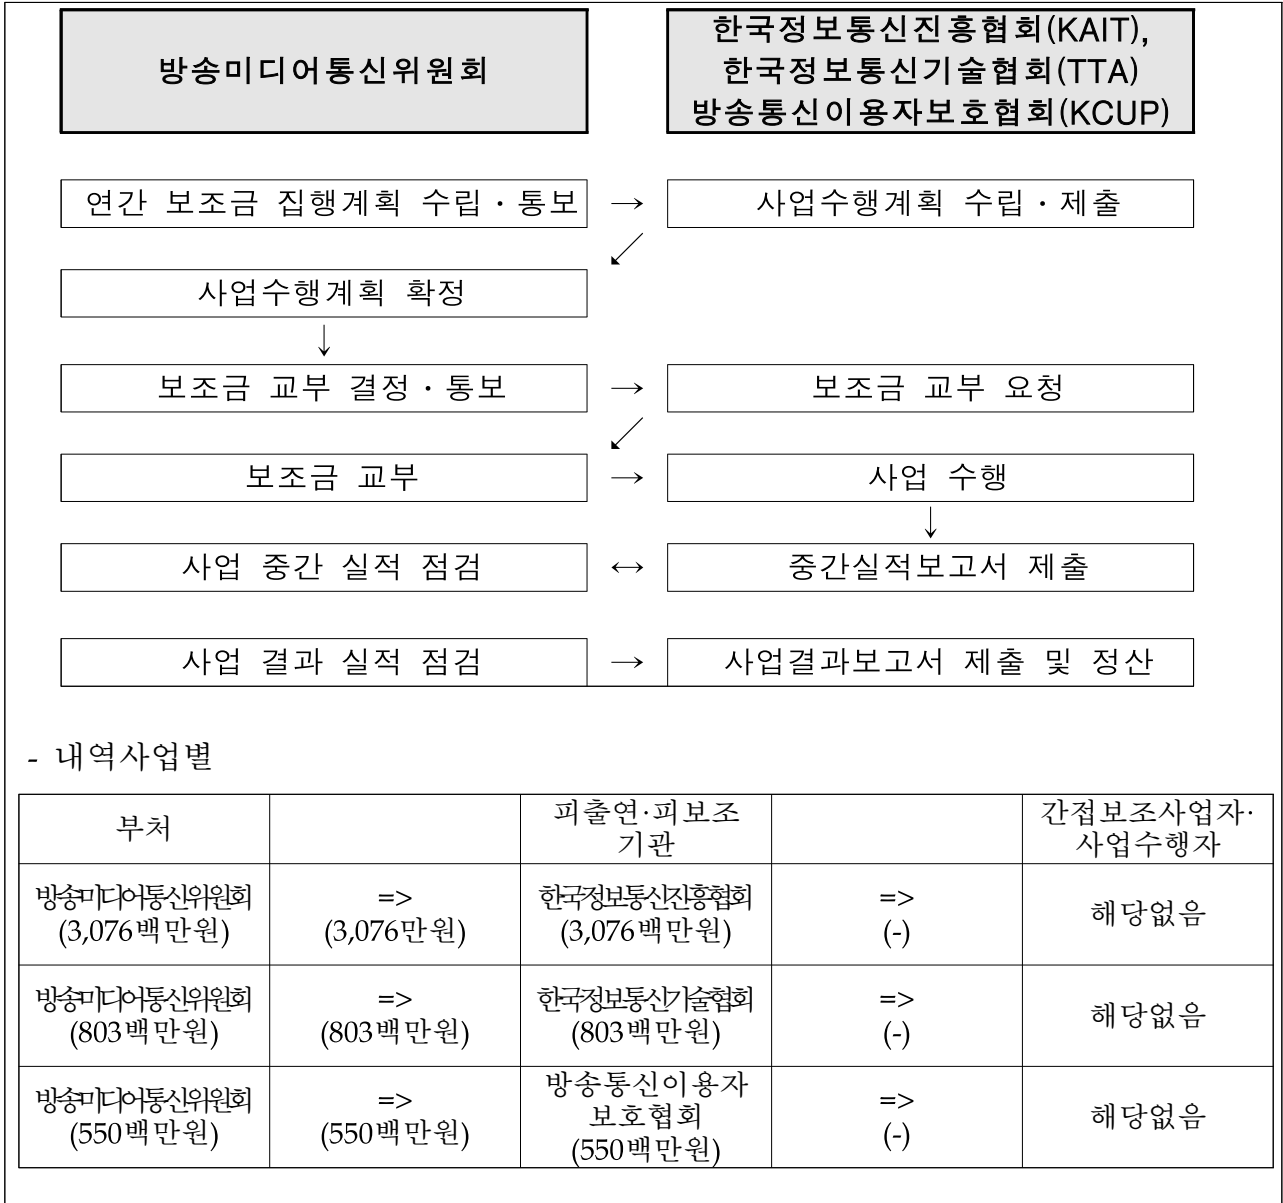 방송미디어통신위원회
한국정보통신진흥협회(KAIT),
한국정보통신기술협회(TTA)
방송통신이용자보호협회(KCUP)
연간 보조금 집행계획 수립·통보 → 사업수행계획 수립·제출
↙
사업수행계획 확정
↓
보조금 교부 결정·통보 → 보조금 교부 요청
↙
보조금 교부 → 사업 수행
↓
사업 중간 실적 점검 ↔ 중간실적보고서 제출
사업 결과 실적 점검 → 사업결과보고서 제출 및 정산
- 내역사업별
부처
피출연·피보조
기관
간접보조사업자·
사업수행자
방송미디어통신위원회
(3,076백만원)
=>
(3,076만원)
한국정보통신진흥협회
(3,076백만원)
=>
(-)
해당없음
방송미디어통신위원회
(803백만원)
=>
(803백만원)
한국정보통신기술협회
(803백만원)
=>
(-)
해당없음
방송미디어통신위원회
(550백만원)
=>
(550백만원)
방송통신이용자
보호협회
(550백만원)
=>
(-)
해당없음